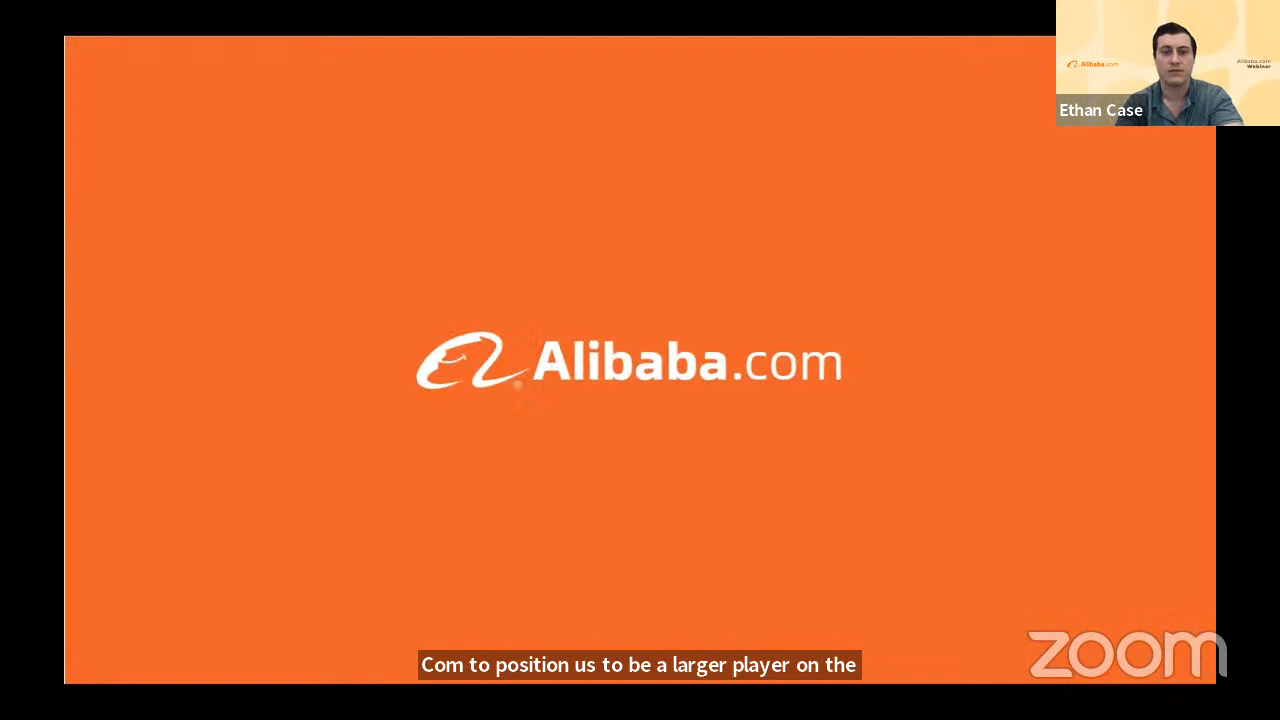 Alibaba.com
Alibaba.com
Webinar
Ethan Case
Alibaba.com
Com to position us to be a larger player on the
zoom